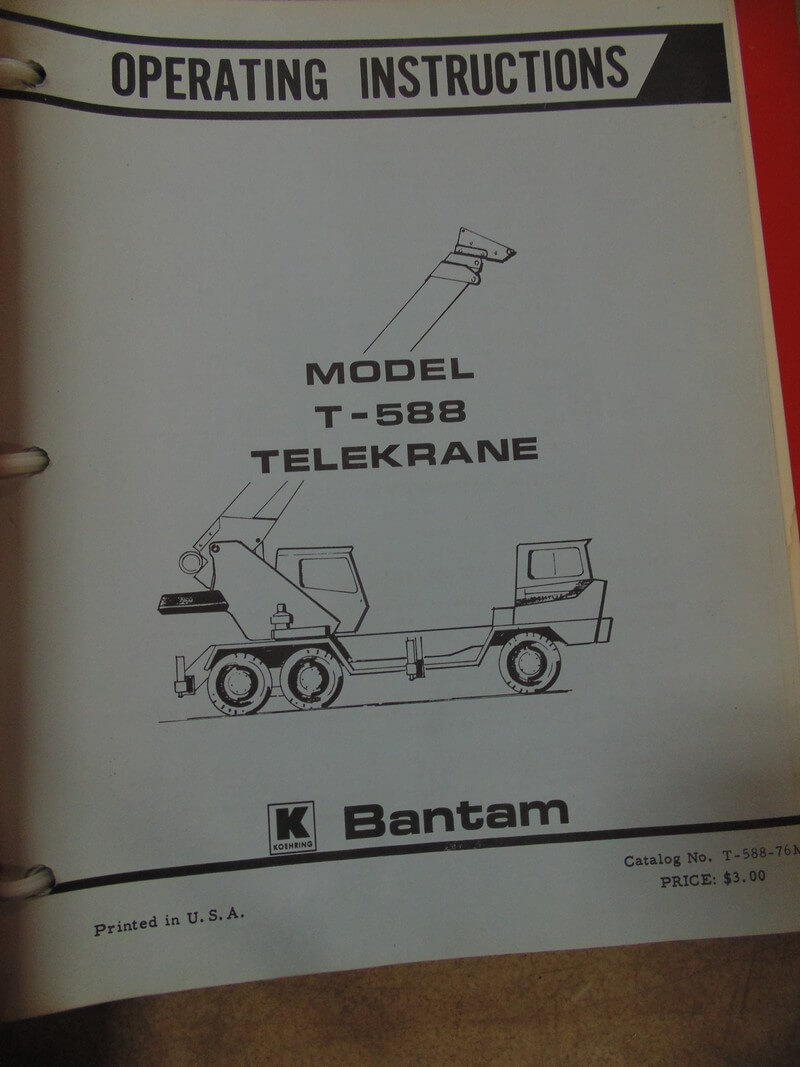 OPERATING INSTRUCTIONS
MODEL
T-588
TELEKRANE
K
KOEHRING
Bantam
Catalog No. T-588-76
PRICE: $3.00
Printed in U.S.A.